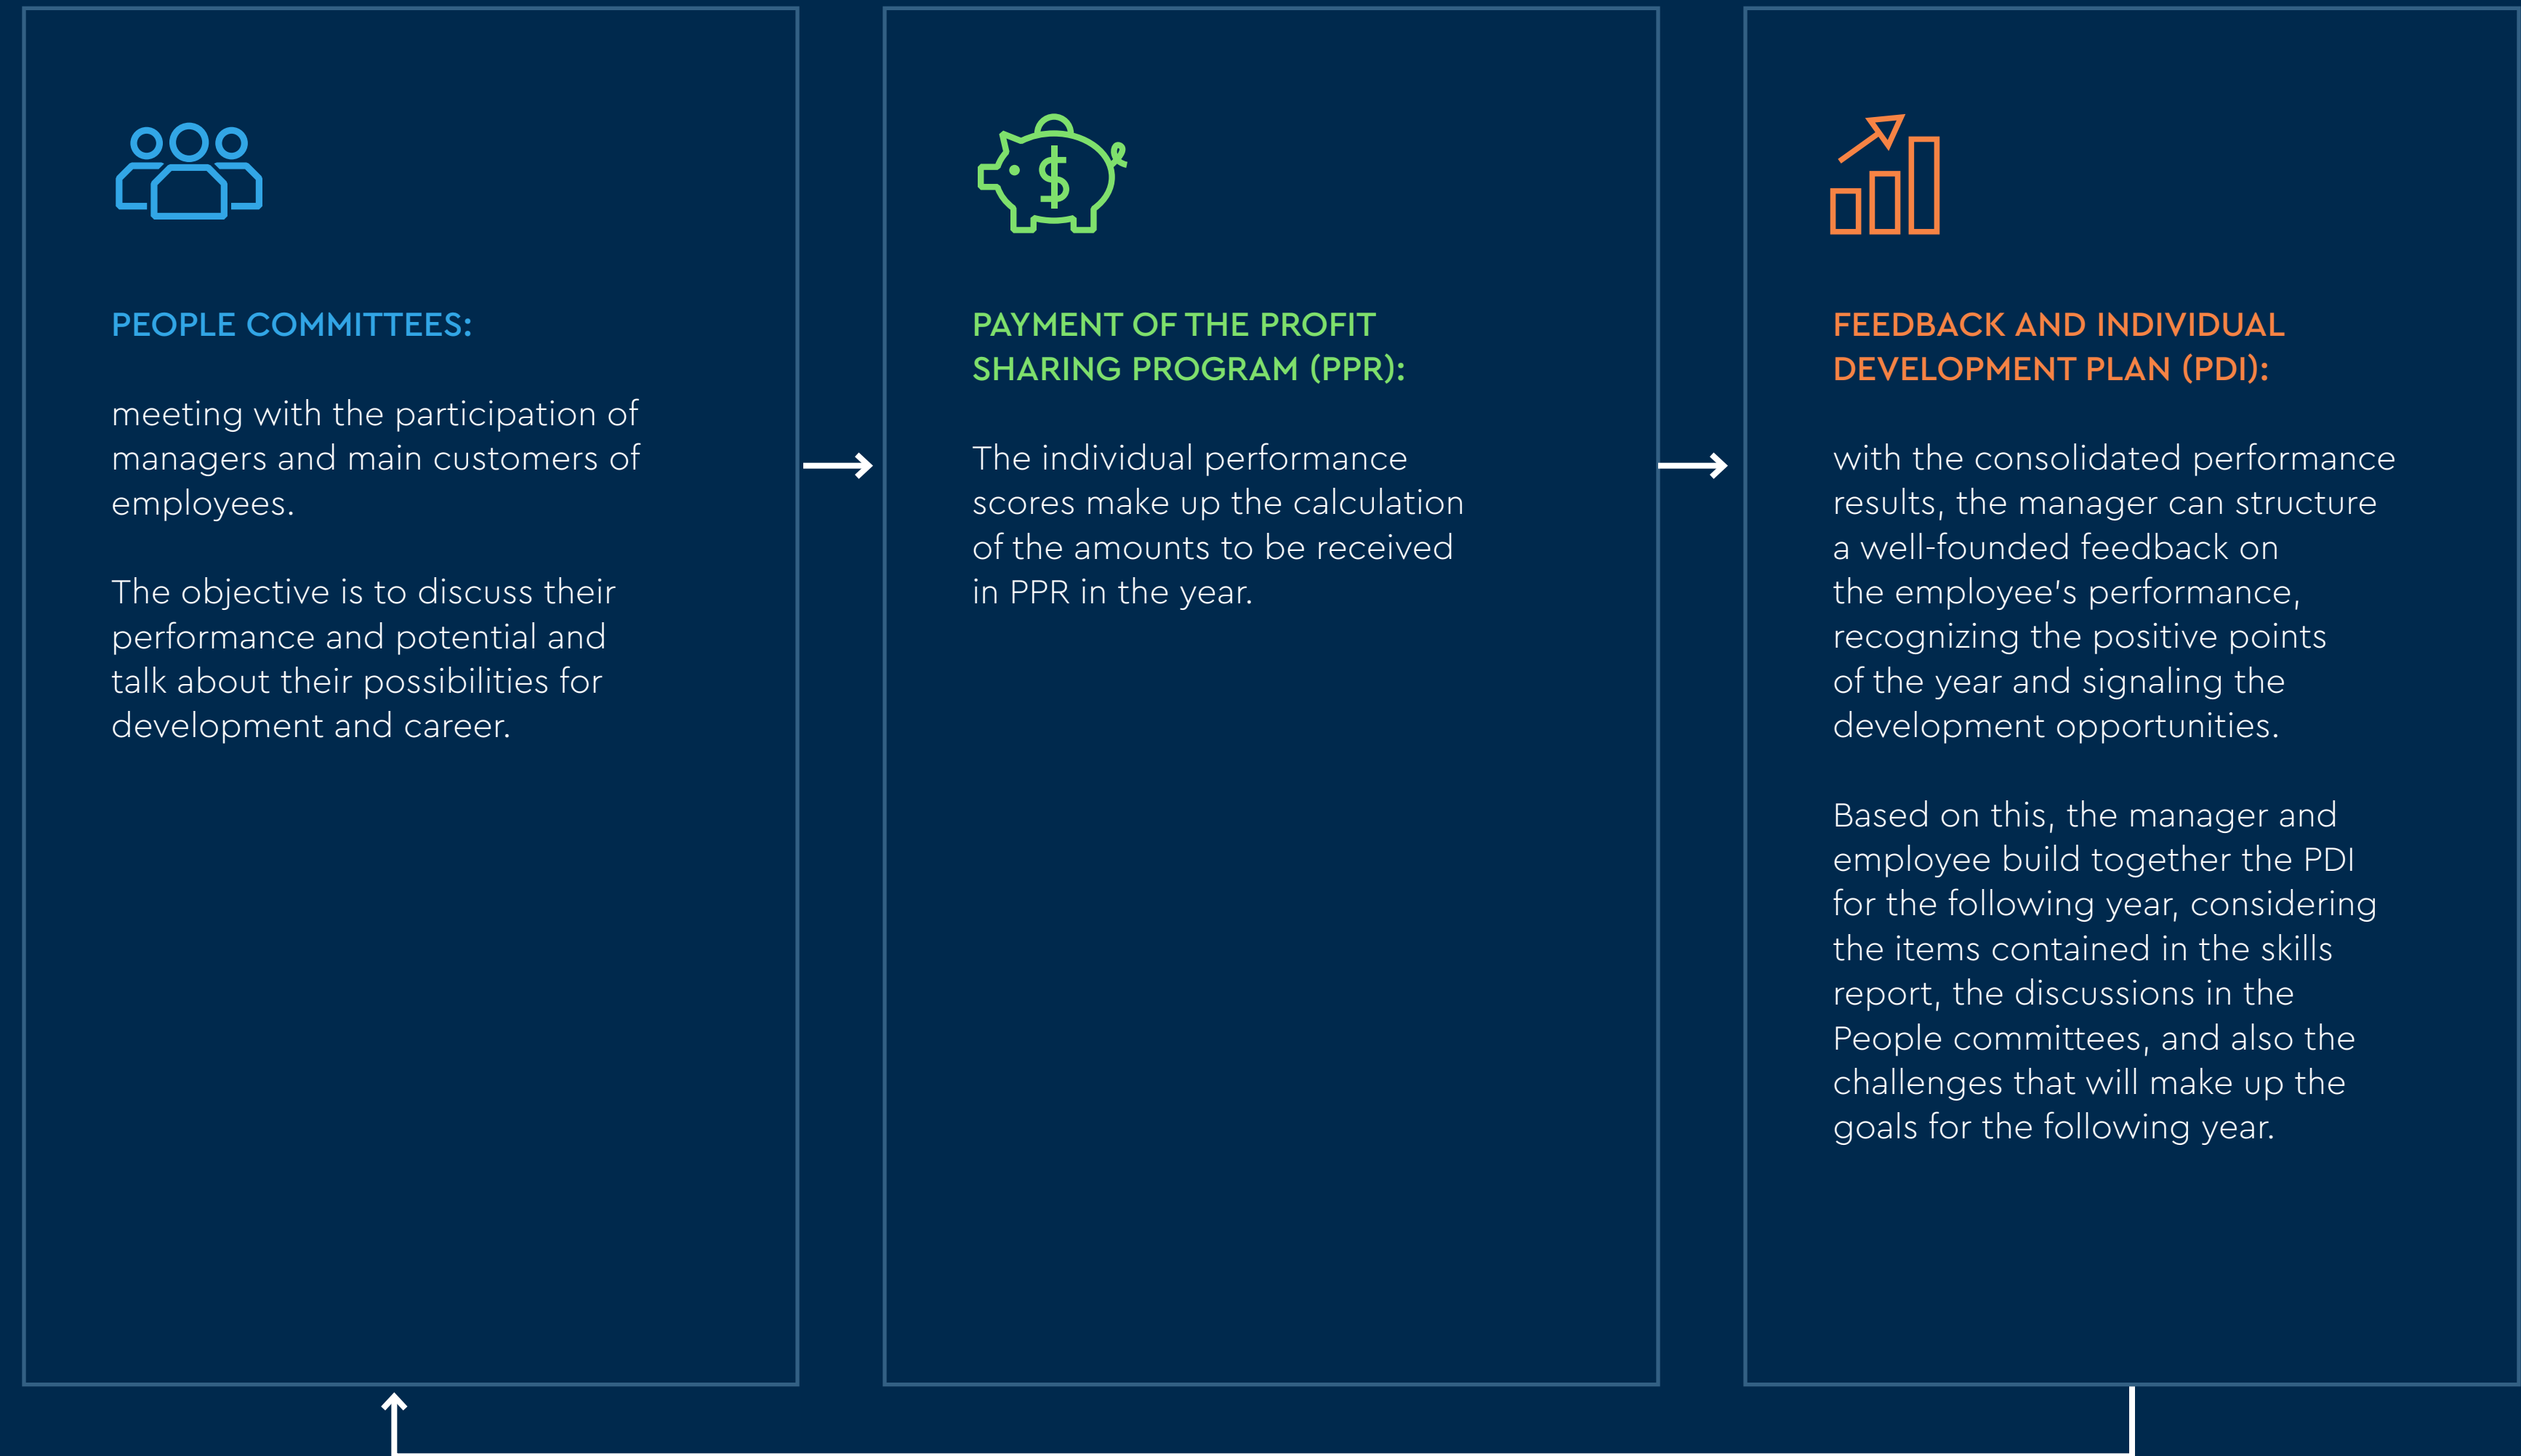 PEOPLE COMMITTEES:
meeting with the participation of
managers and main customers of
employees.
The objective is to discuss their
performance and potential and
talk about their possibilities for
development and career.
PAYMENT OF THE PROFIT
SHARING PROGRAM (PPR):
The individual performance
scores make up the calculation
of the amounts to be received
in PPR in the year.
FEEDBACK AND INDIVIDUAL
DEVELOPMENT PLAN (PDI):
with the consolidated performance
results, the manager can structure
a well-founded feedback on
the employee's performance,
recognizing the positive points
of the year and signaling the
development opportunities.
Based on this, the manager and
employee build together the PDI
for the following year, considering
the items contained in the skills
report, the discussions in the
People committees, and also the
challenges that will make up the
goals for the following year.